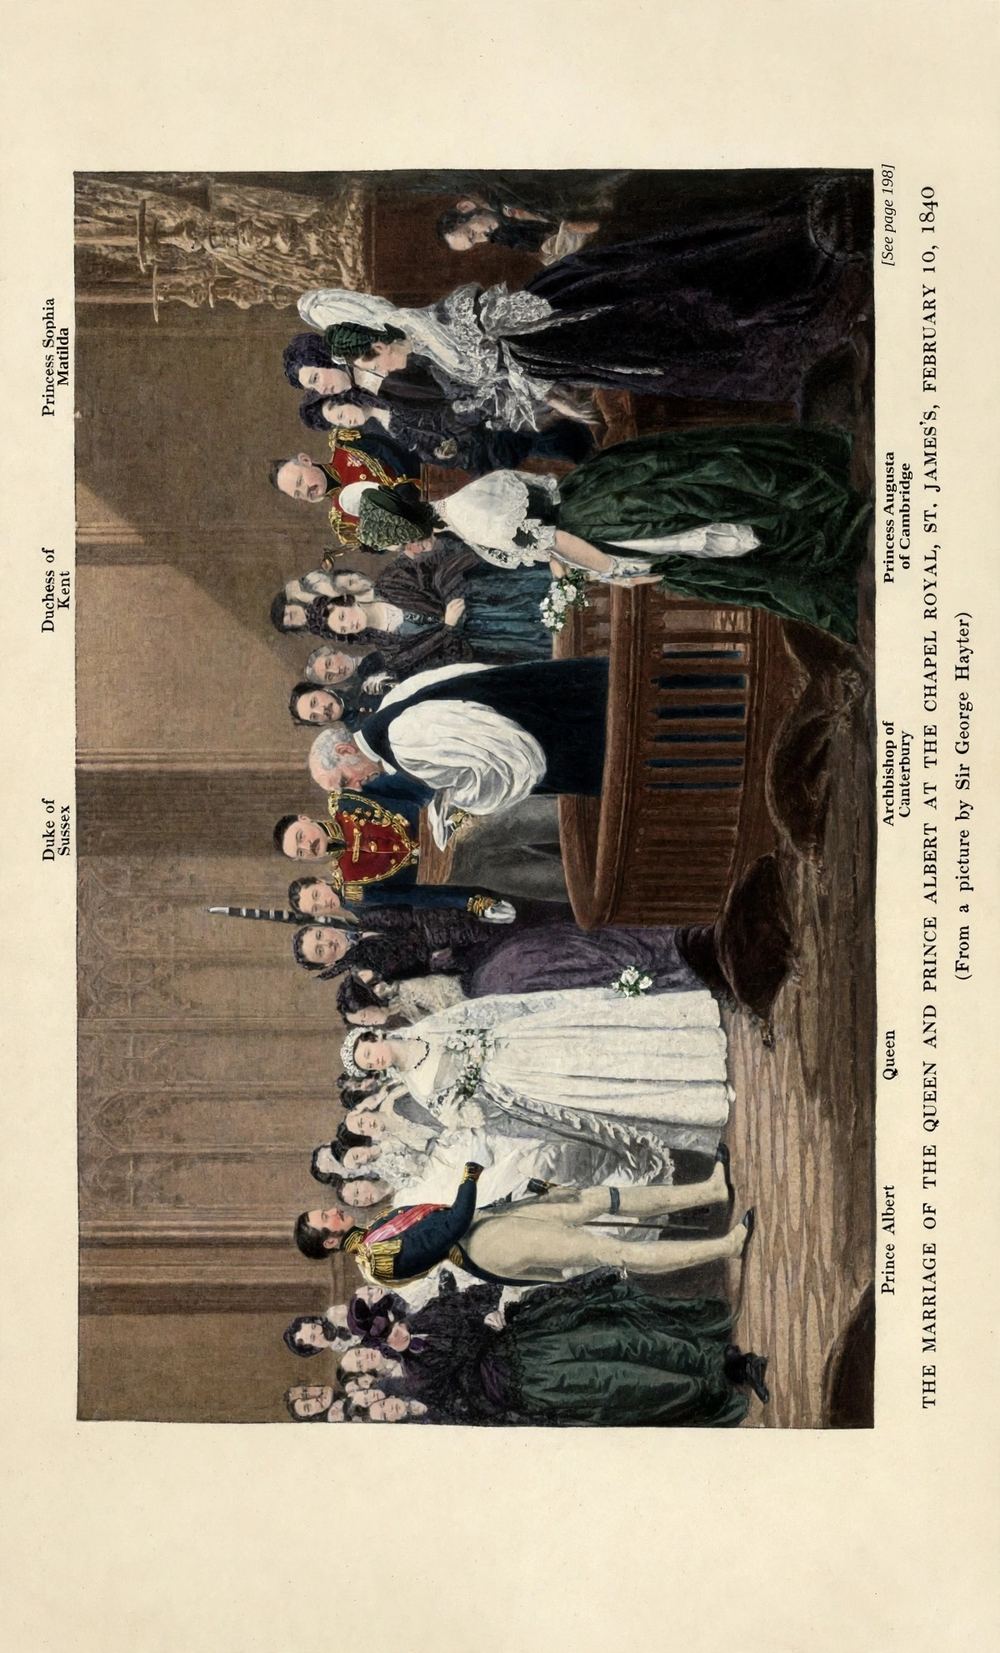 Duke of
Sussex
Duchess of
Kent
Princess Sophia
Matilda
Prince Albert
Queen
Archbishop of
Canterbury
Princess Augusta
of Cambridge
[See page 198]
THE MARRIAGE OF THE QUEEN AND PRINCE ALBERT AT THE CHAPEL ROYAL, ST. JAMES'S, FEBRUARY 10, 1840
(From a picture by Sir George Hayter)